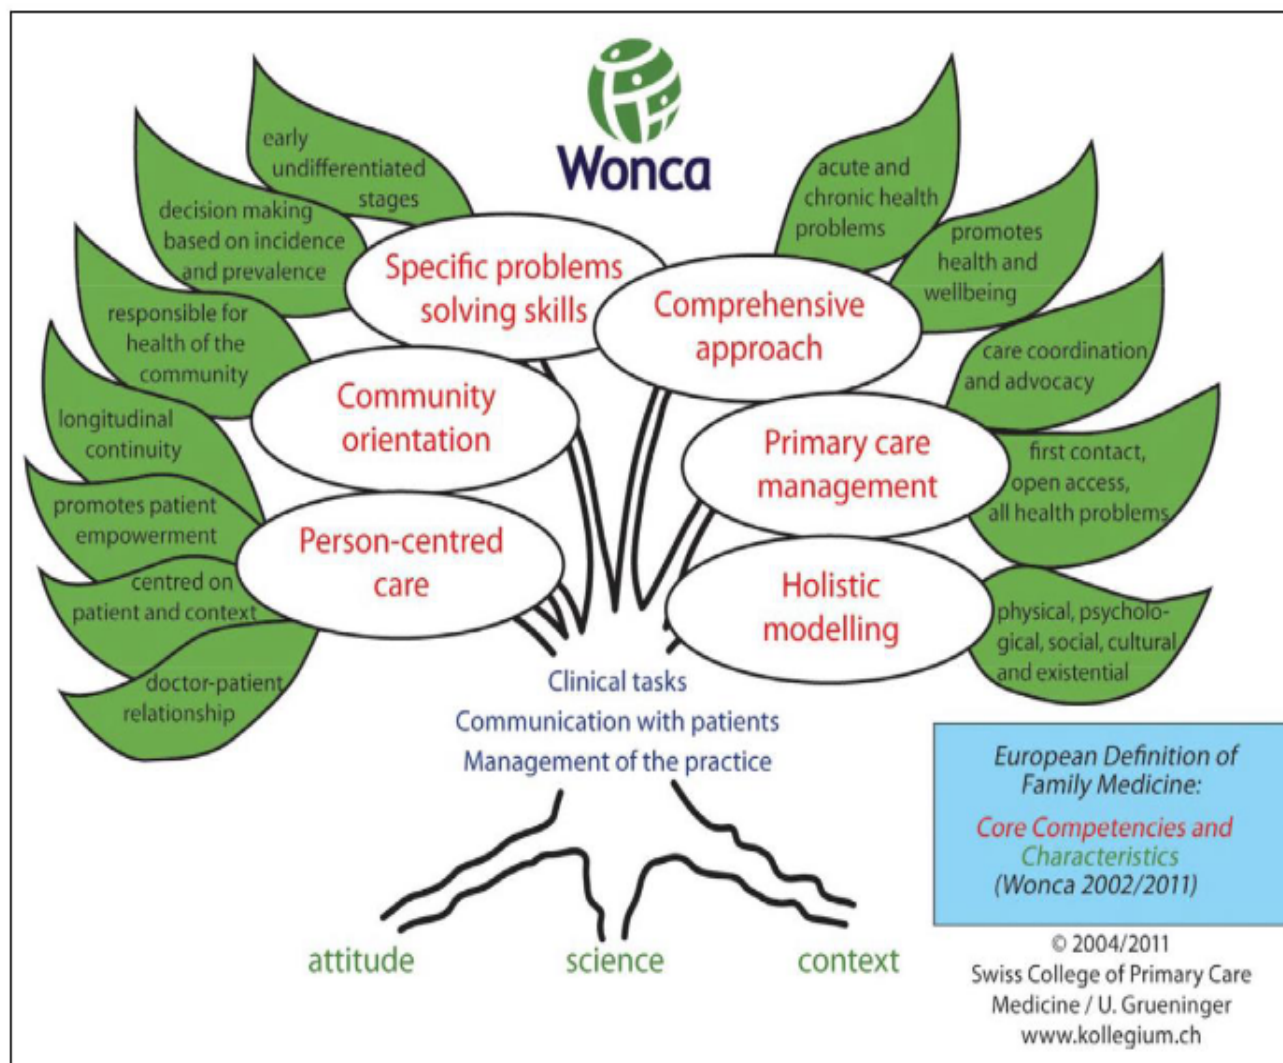 Wonca
early
undifferentiated
stages
decision making
based on incidence
and prevalence
responsible for
health of the
community
longitudinal
continuity
promotes patient
empowerment
centred on
patient and context
doctor-patient
relationship
Specific problems
solving skills
Community
orientation
Person-centred
care
Comprehensive
approach
Primary care
management
Holistic
modelling
acute and
chronic health
problems
promotes
health and
wellbeing
care coordination
and advocacy
first contact,
open access,
all health problems
physical, psycholo-
gical, social, cultural
and existential
Clinical tasks
Communication with patients
Management of the practice
attitude
science
context
European Definition of
Family Medicine:
Core Competencies and
Characteristics
(Wonca 2002/2011)
© 2004/2011
Swiss College of Primary Care
Medicine / U. Grueninger
www.kollegium.ch